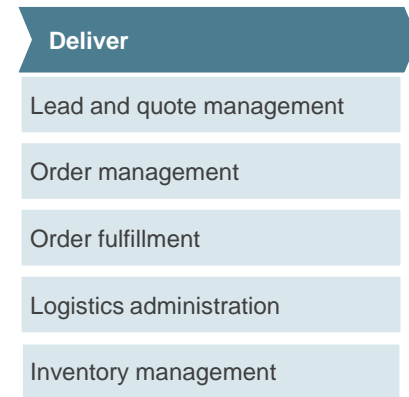 Deliver
Lead and quote management
Order management
Order fulfillment
Logistics administration
Inventory management